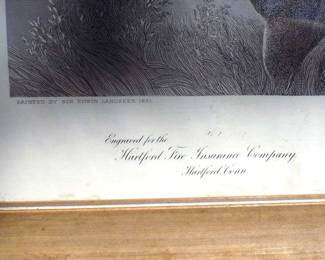 PAINTED BY SIR EDWIN LANDSEER 1851.
Engraved for the
Hartford Fire Insurance Company,
Hartford, Conn.